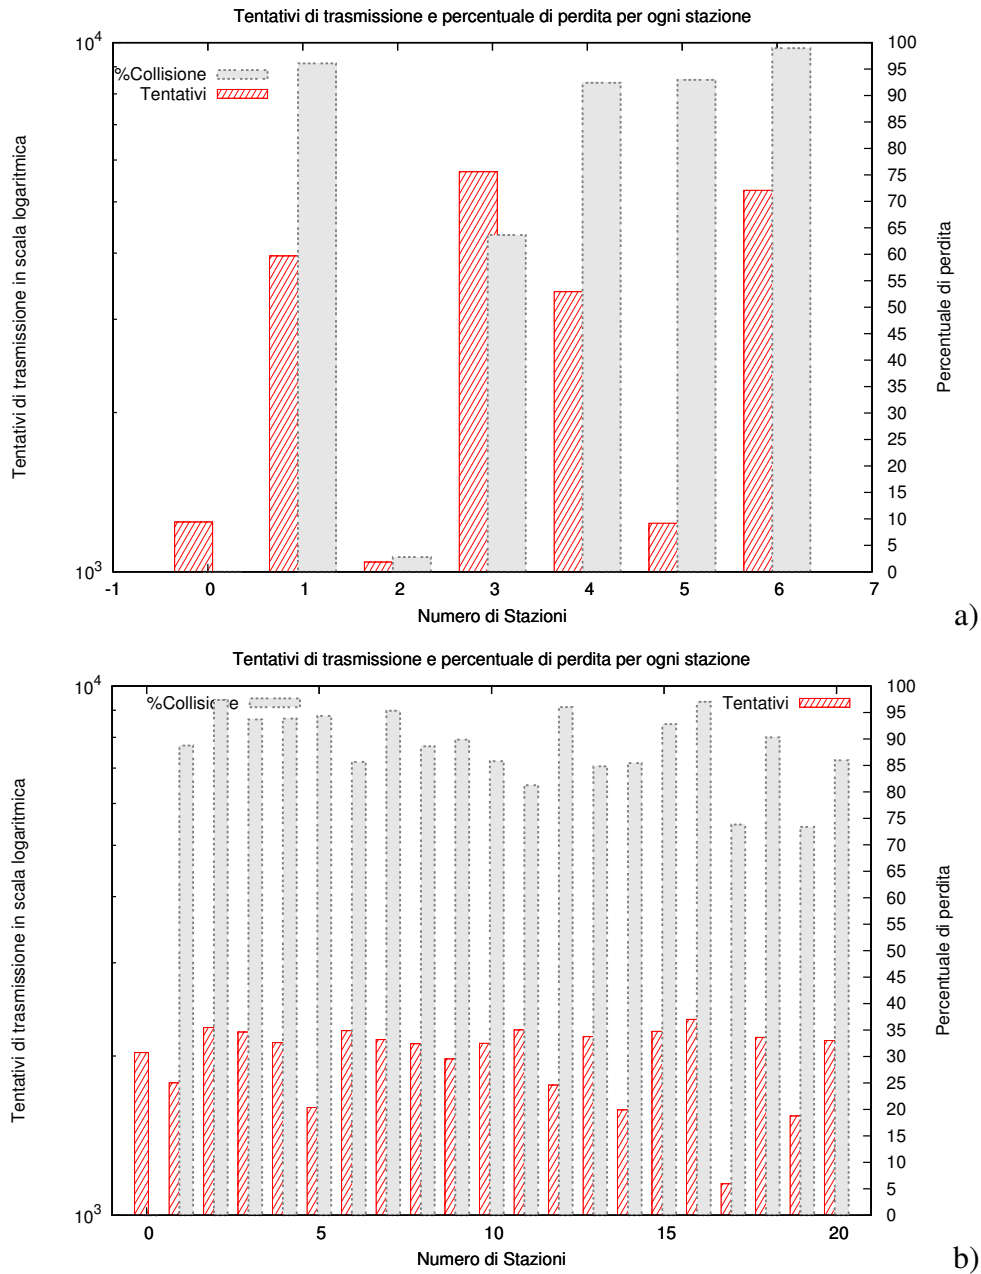 Tentativi di trasmissione e percentuale di perdita per ogni stazione
10^4
10^3
Tentativi di trasmissione in scala logaritmica
%Collisione
Tentativi
100
95
90
85
80
75
70
65
60
55
50
45
40
35
30
25
20
15
10
5
0
Percentuale di perdita
-1 0 1 2 3 4 5 6 7
Numero di Stazioni
a)
Tentativi di trasmissione e percentuale di perdita per ogni stazione
10^4
10^3
Tentativi di trasmissione in scala logaritmica
%Collisione
Tentativi
100
95
90
85
80
75
70
65
60
55
50
45
40
35
30
25
20
15
10
5
0
Percentuale di perdita
0 5 10 15 20
Numero di Stazioni
b)